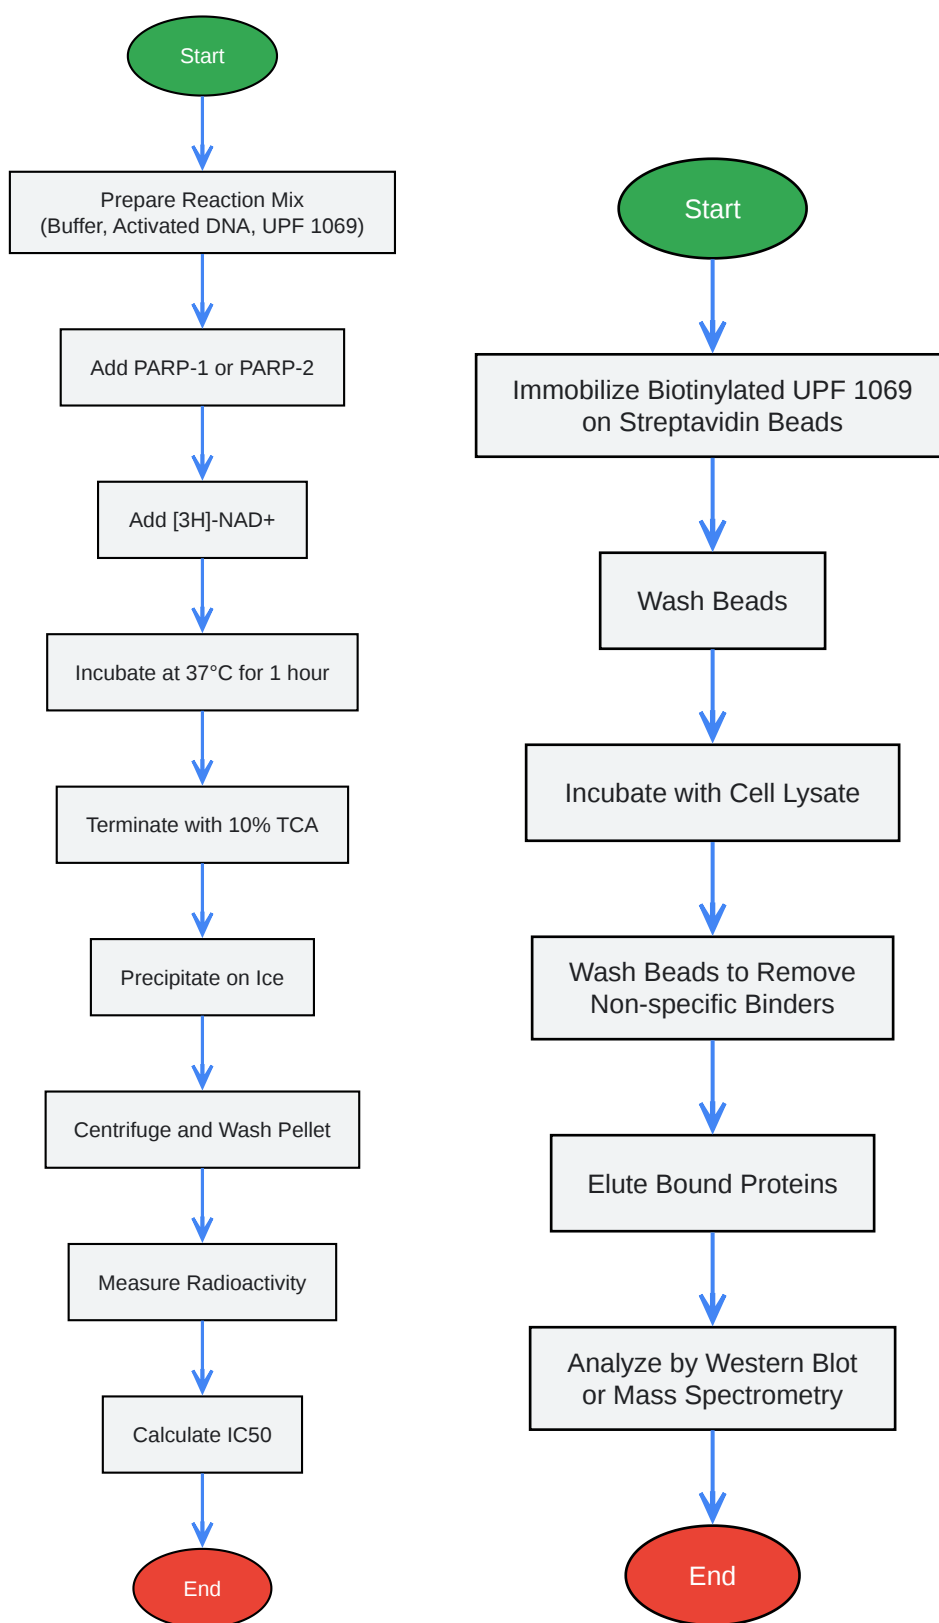 Start
Prepare Reaction Mix
(Buffer, Activated DNA, UPF 1069)
Add PARP-1 or PARP-2
Add [3H]-NAD+
Incubate at 37°C for 1 hour
Terminate with 10% TCA
Precipitate on Ice
Centrifuge and Wash Pellet
Measure Radioactivity
Calculate IC50
End
Start
Immobilize Biotinylated UPF 1069
on Streptavidin Beads
Wash Beads
Incubate with Cell Lysate
Wash Beads to Remove
Non-specific Binders
Elute Bound Proteins
Analyze by Western Blot
or Mass Spectrometry
End